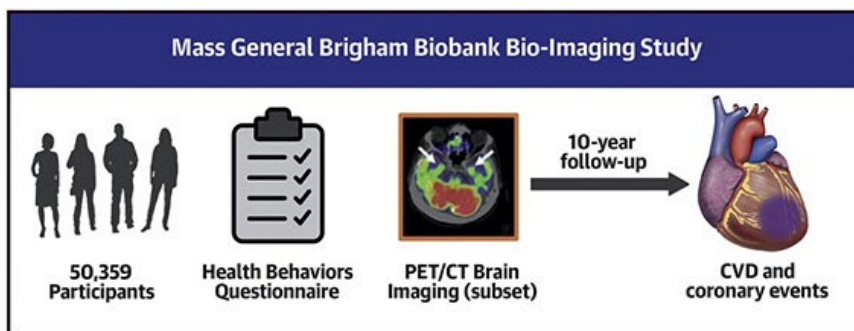 Mass General Brigham Biobank Bio-Imaging Study
10-year
follow-up
50,359
Participants
Health Behaviors
Questionnaire
PET/CT Brain
Imaging (subset)
CVD and
coronary events